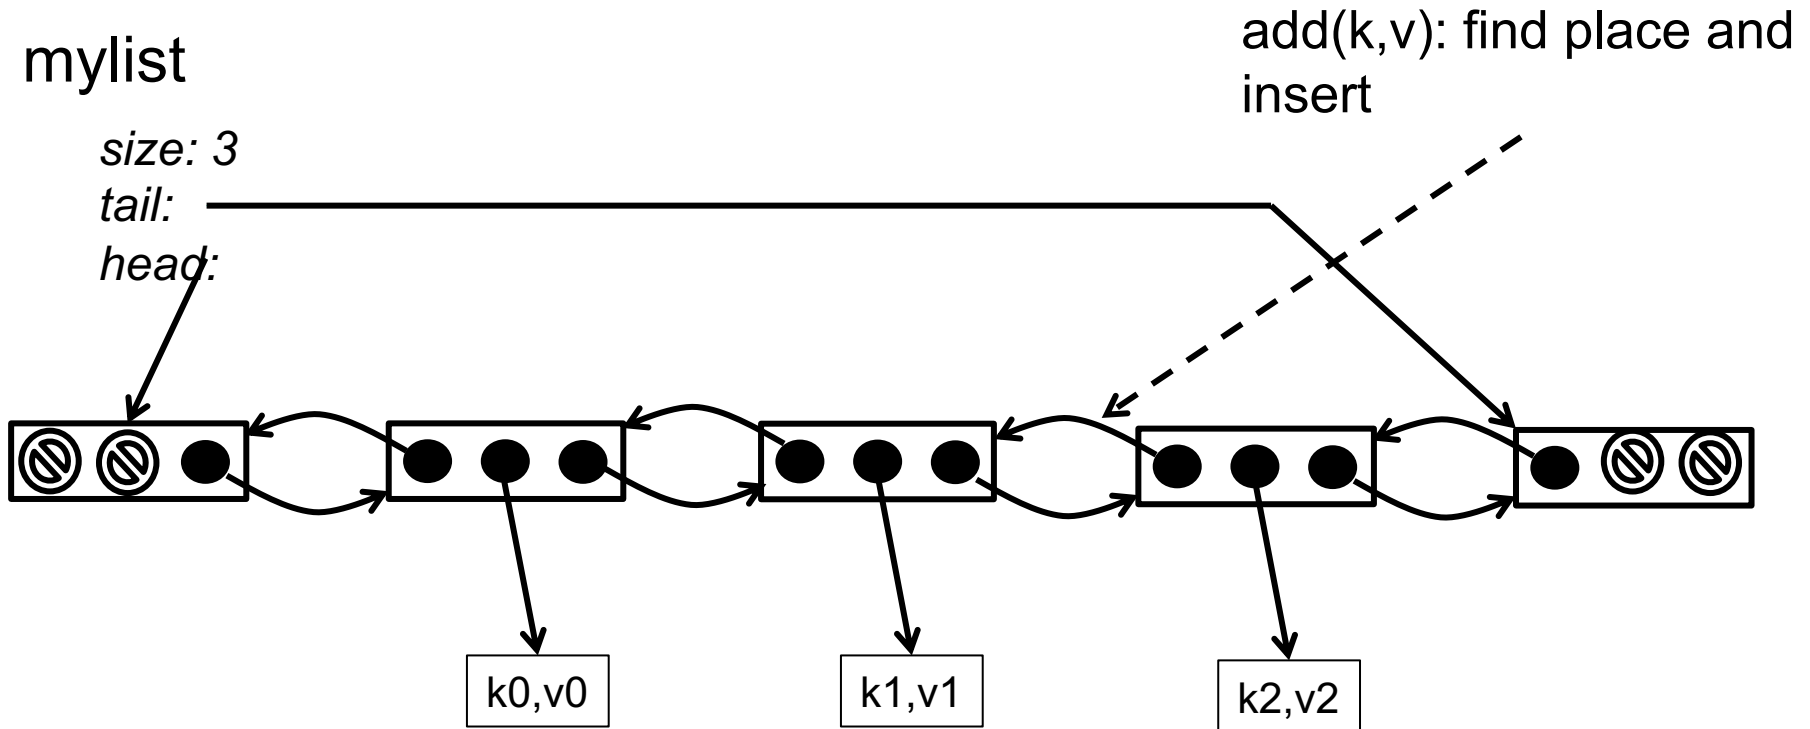 mylist
add(k,v): find place and
insert
size: 3
tail:
head:
k0,v0
k1,v1
k2,v2